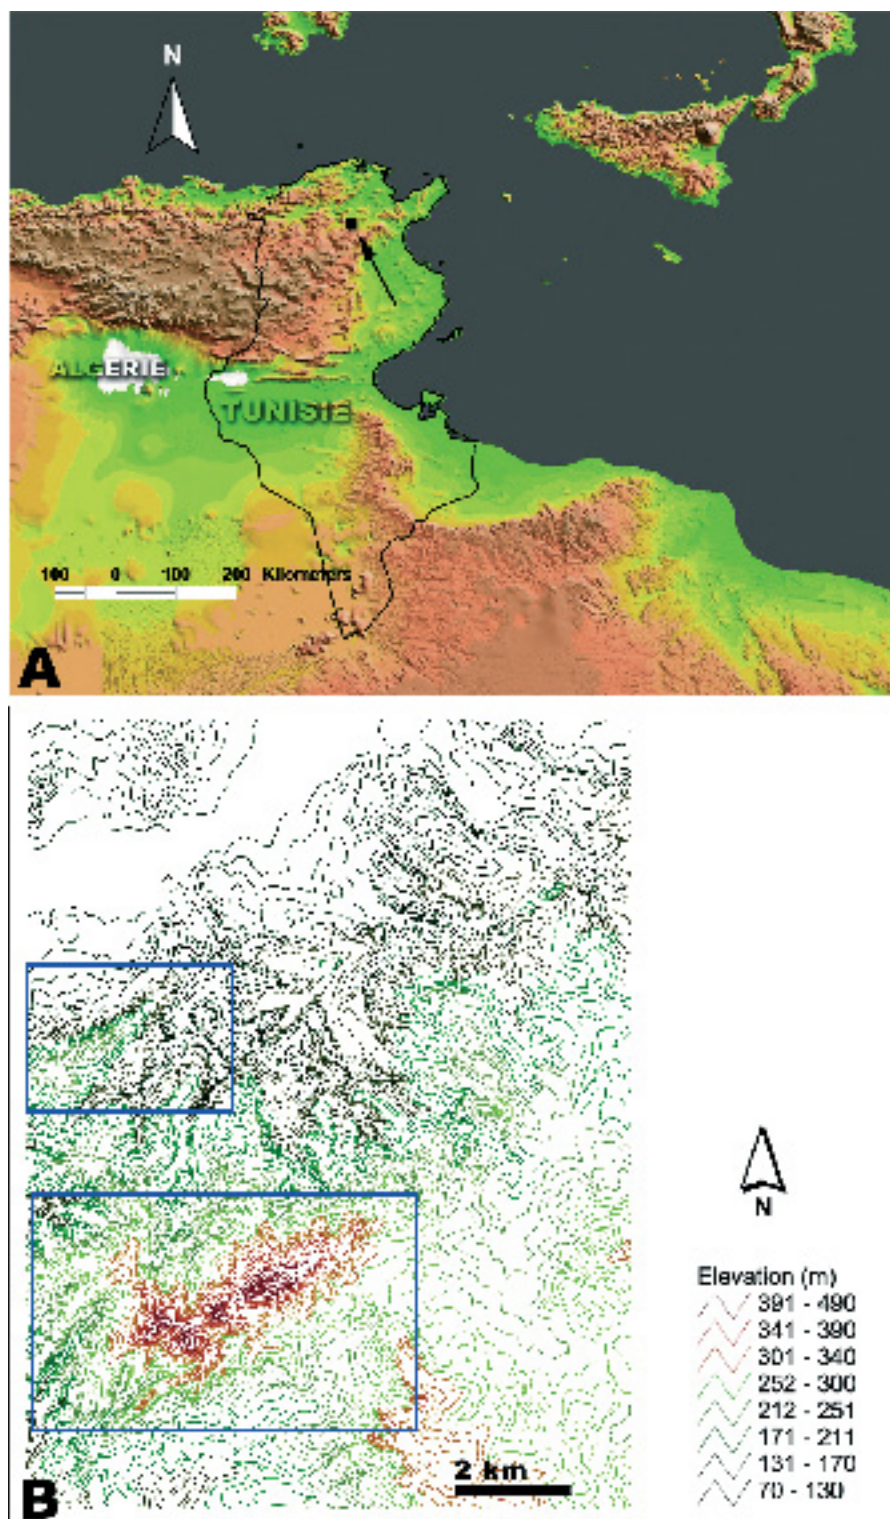 N
ALGERIE
TUNISIE
100 0 100 200 Kilometers
A
N
Elevation (m)
391 - 490
341 - 390
301 - 340
252 - 300
212 - 251
171 - 211
131 - 170
70 - 130
2 km
B